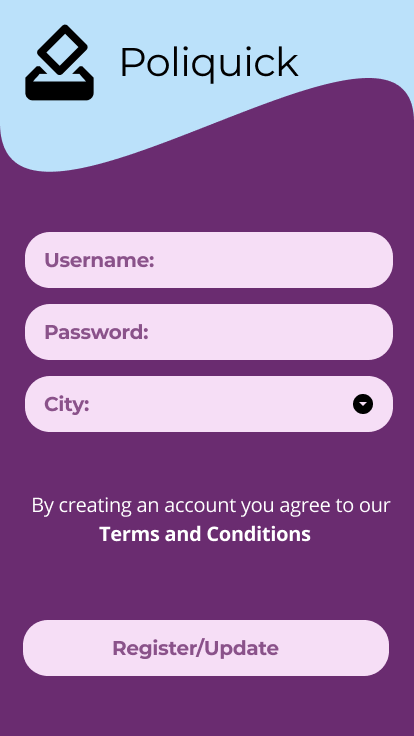 Poliquick
Username:
Password:
City:
By creating an account you agree to our
Terms and Conditions
Register/Update